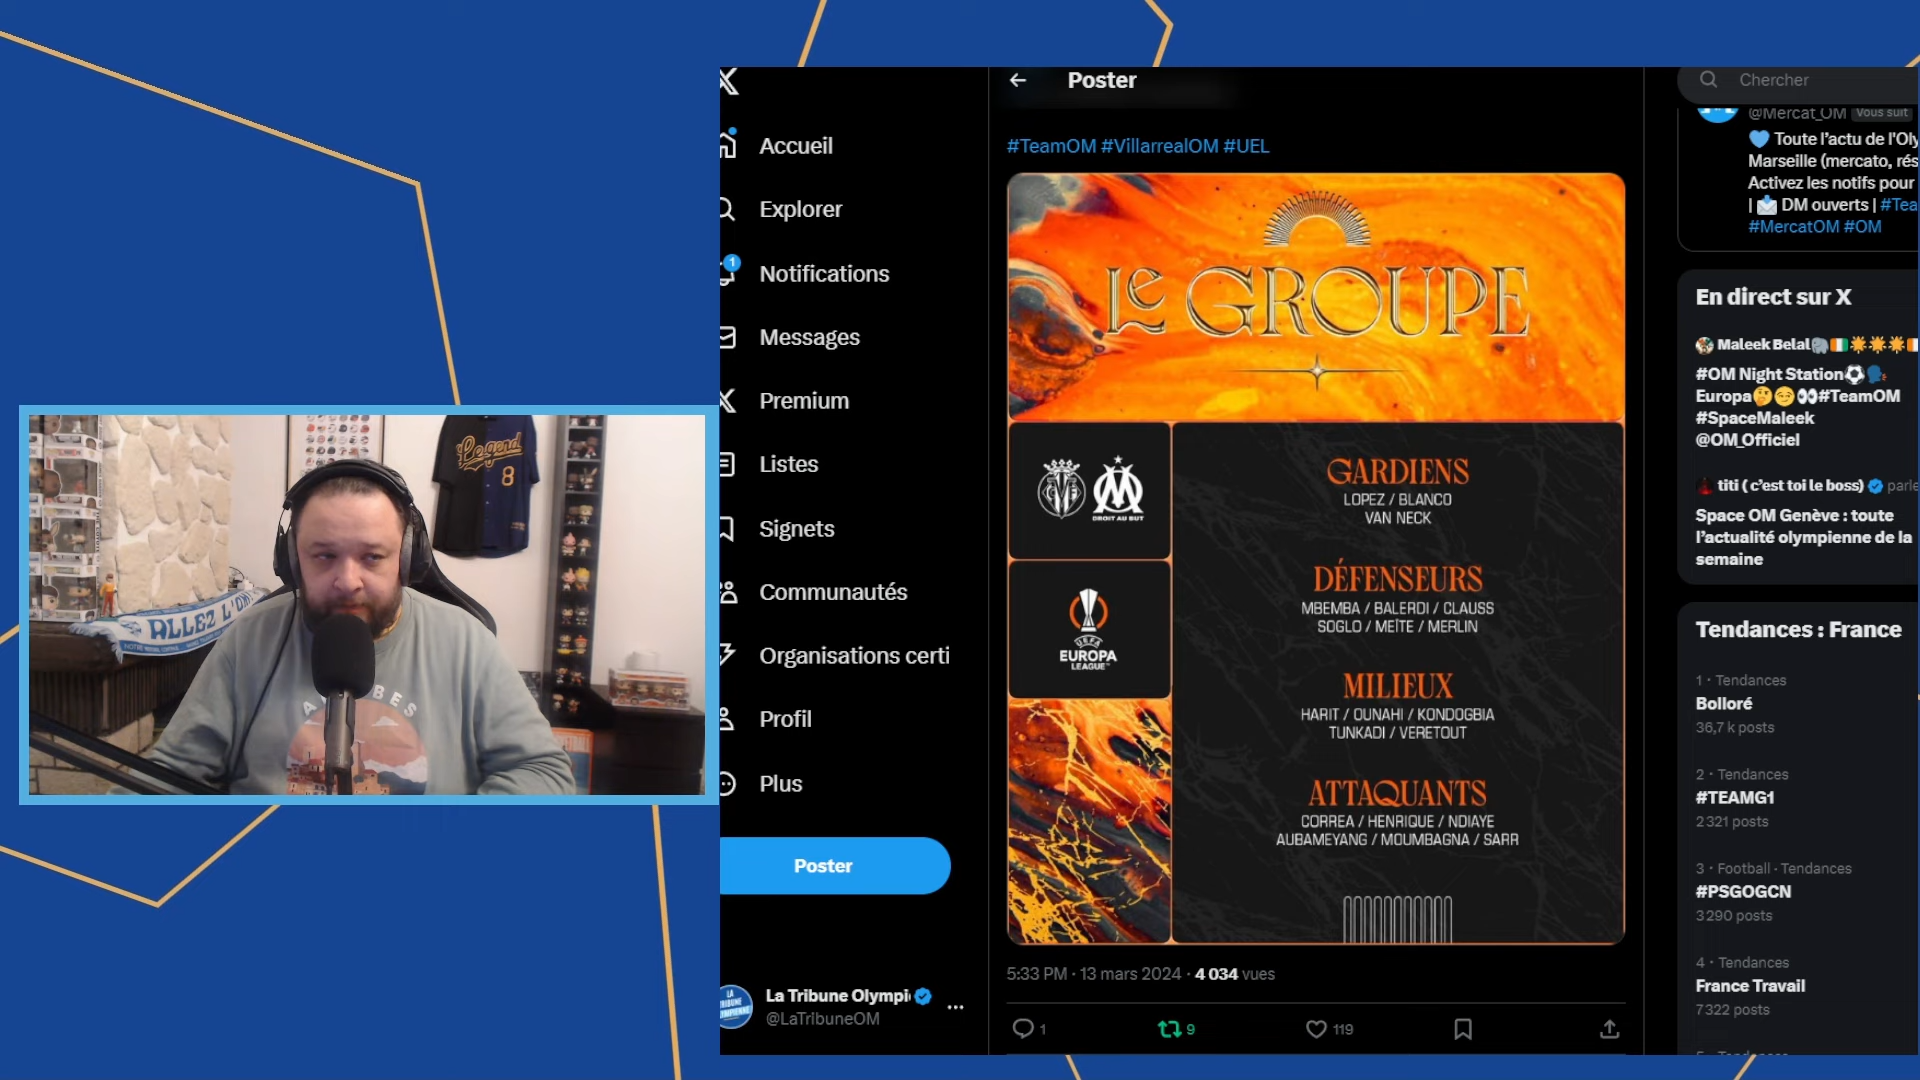 Poster
Chercher
Accueil
Explorer
1
Notifications
Messages
Premium
Listes
Signets
Communautés
Organisations certi
Profil
Plus
Poster
La Tribune Olympi
@LaTribuneOM
#TeamOM #VillarrealOM #UEL
Le GROUPE
DROIT AU BUT
UEFA
EUROPA
LEAGUE
GARDIENS
LOPEZ / BLANCO
VAN NECK
DÉFENSEURS
MBEMBA / BALERDI / CLAUSS
SOGLO / MEÏTE / MERLIN
MILIEUX
HARIT / OUNAHI / KONDOGBIA
TUNKADI / VERETOUT
ATTAQUANTS
CORREA / HENRIQUE / NDIAYE
AUBAMEYANG / MOUMBAGNA / SARR
5:33 PM · 13 mars 2024 · 4 034 vues
1
9
119
@Mercat_OM Vous suit
Toute l'actu de l'Oly
Marseille (mercato, rés
Activez les notifs pour
| DM ouverts | #Tea
#MercatOM #OM
En direct sur X
Maleek Belal
#OM Night Station
Europa #TeamOM
#SpaceMaleek
@OM_Officiel
titi ( c'est toi le boss) parle
Space OM Genève : toute
l'actualité olympienne de la
semaine
Tendances : France
1 · Tendances
Bolloré
36,7 k posts
2 · Tendances
#TEAMG1
2 321 posts
3 · Football · Tendances
#PSGOGCN
3 290 posts
4 · Tendances
France Travail
7 322 posts
Legend
8
ALLEZ L'OM